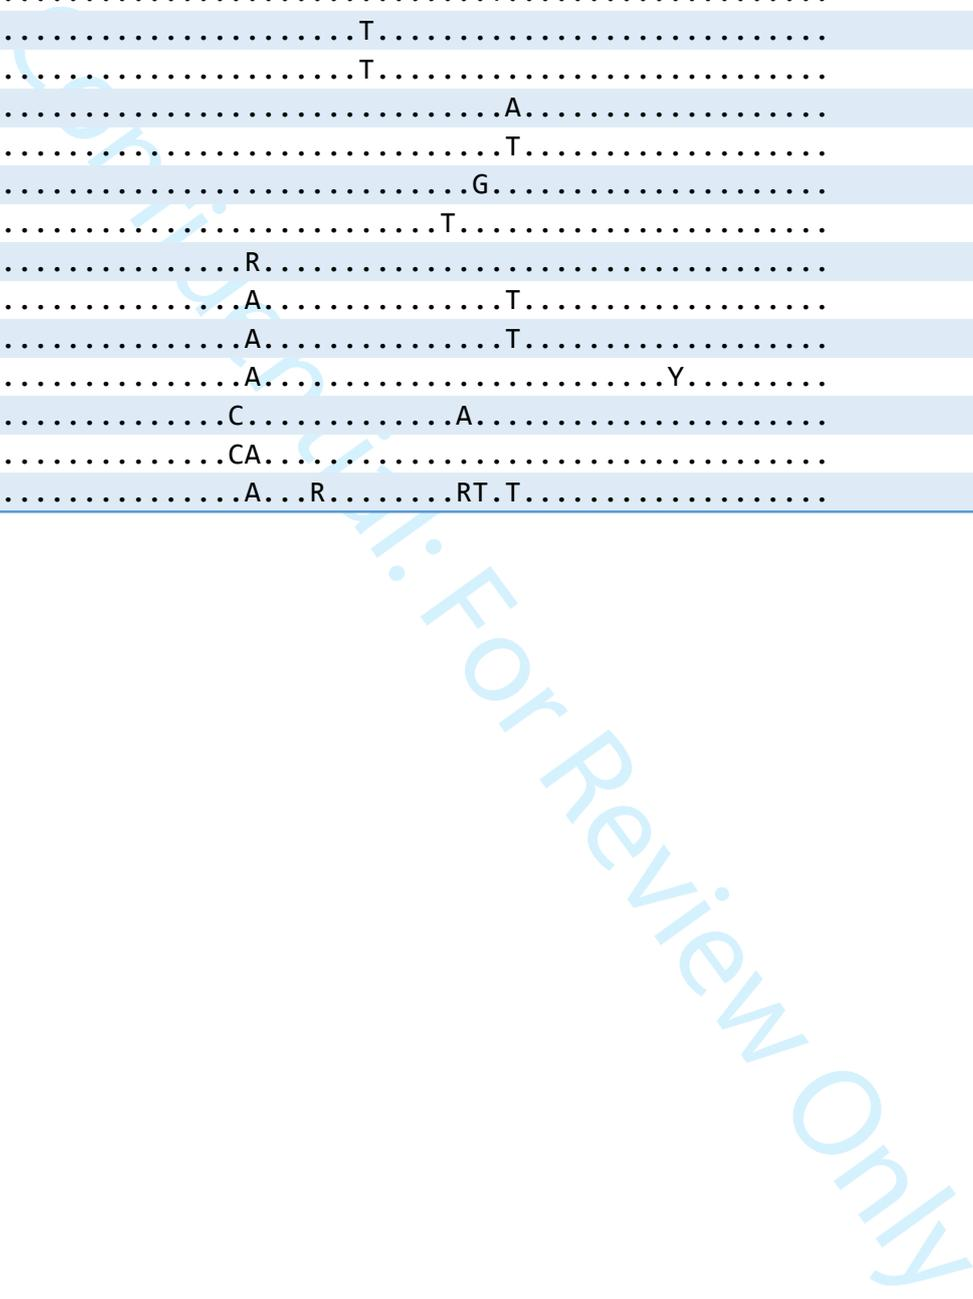 ......................T............................
......................T............................
...............................A...................
...............................T...................
.............................G.....................
...........................T.......................
...............R...................................
...............A...............T...................
...............A...............T...................
...............A.........................Y.........
..............C.............A......................
..............CA...................................
...............A...R........RT.T...................
Confidential: For Review Only